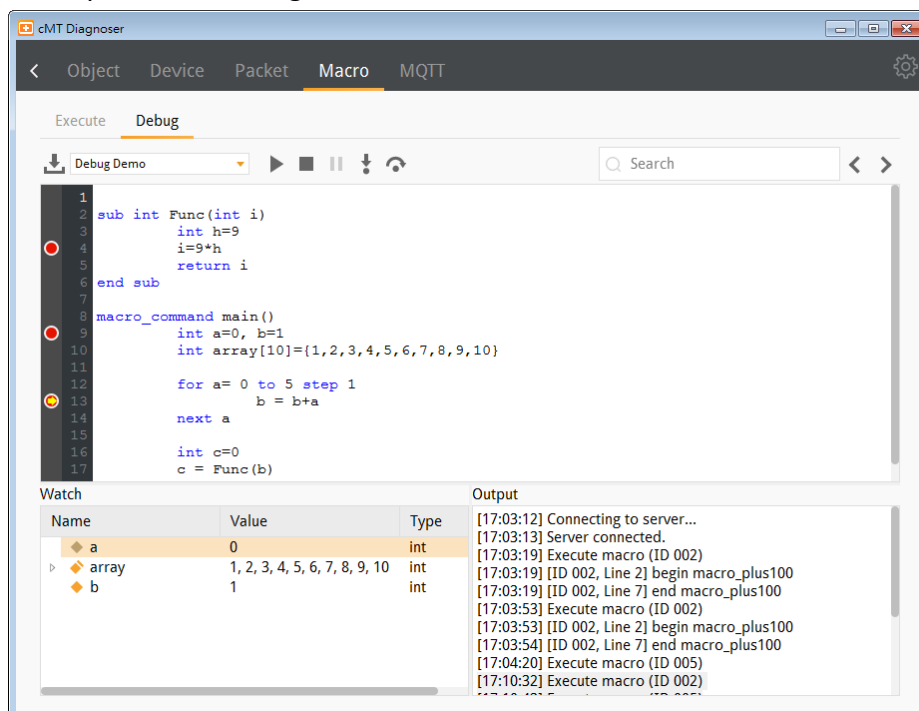 cMT Diagnoser
Object Device Packet Macro MQTT
Execute Debug
Debug Demo Search
1
2 sub int Func(int i)
3 int h=9
4 i=9*h
5 return i
6 end sub
7
8 macro_command main()
9 int a=0, b=1
10 int array[10]={1,2,3,4,5,6,7,8,9,10}
11
12 for a= 0 to 5 step 1
13 b = b+a
14 next a
15
16 int c=0
17 c = Func(b)
Watch
Name Value Type
a 0 int
array 1, 2, 3, 4, 5, 6, 7, 8, 9, 10 int
b 1 int
Output
[17:03:12] Connecting to server...
[17:03:13] Server connected.
[17:03:19] Execute macro (ID 002)
[17:03:19] [ID 002, Line 2] begin macro_plus100
[17:03:19] [ID 002, Line 7] end macro_plus100
[17:03:53] Execute macro (ID 002)
[17:03:53] [ID 002, Line 2] begin macro_plus100
[17:03:54] [ID 002, Line 7] end macro_plus100
[17:04:20] Execute macro (ID 005)
[17:10:32] Execute macro (ID 002)